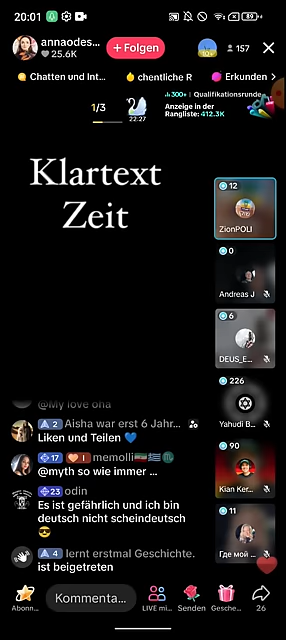 20:01
89
annaodes...
25.6K
+ Folgen
157
Chatten und Int...
chentliche R
Erkunden >
1/3
22:27
300+ | Qualifikationsrunde
Anzeige in der
Rangliste: 412.3K
Klartext
Zeit
12
ZionPOLI
0
Andreas J
6
DEUS_E...
226
Yahudi B...
90
Kian Ker...
11
Где мой ...
@My love ona
2 Aisha war erst 6 Jahr...
Liken und Teilen
17 I memolli
@myth so wie immer ...
23 odin
Es ist gefährlich und ich bin
deutsch nicht scheindeutsch
4 lernt erstmal Geschichte.
ist beigetreten
Abonn...
Kommenta...
LIVE mi...
Senden
Gesche...
26